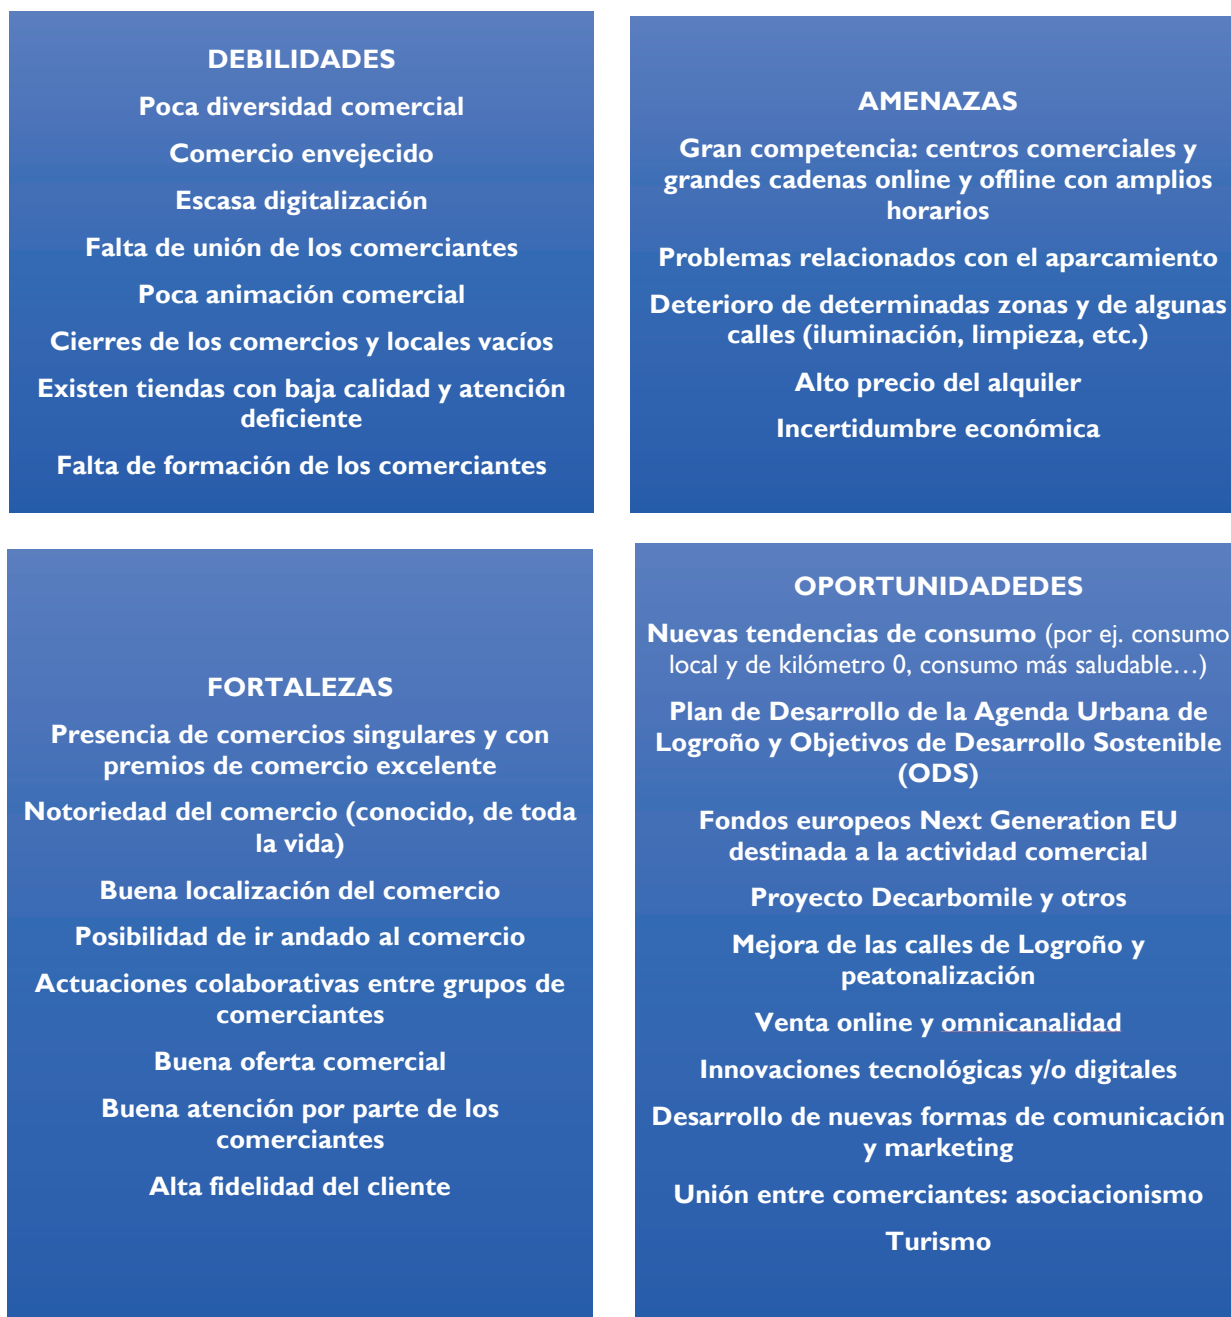 DEBILIDADES
Poca diversidad comercial
Comercio envejecido
Escasa digitalización
Falta de unión de los comerciantes
Poca animación comercial
Cierres de los comercios y locales vacíos
Existen tiendas con baja calidad y atención
deficiente
Falta de formación de los comerciantes
AMENAZAS
Gran competencia: centros comerciales y
grandes cadenas online y offline con amplios
horarios
Problemas relacionados con el aparcamiento
Deterioro de determinadas zonas y de algunas
calles (iluminación, limpieza, etc.)
Alto precio del alquiler
Incertidumbre económica
FORTALEZAS
Presencia de comercios singulares y con
premios de comercio excelente
Notoriedad del comercio (conocido, de toda
la vida)
Buena localización del comercio
Posibilidad de ir andado al comercio
Actuaciones colaborativas entre grupos de
comerciantes
Buena oferta comercial
Buena atención por parte de los
comerciantes
Alta fidelidad del cliente
OPORTUNIDADEDES
Nuevas tendencias de consumo (por ej. consumo
local y de kilómetro 0, consumo más saludable…)
Plan de Desarrollo de la Agenda Urbana de
Logroño y Objetivos de Desarrollo Sostenible
(ODS)
Fondos europeos Next Generation EU
destinada a la actividad comercial
Proyecto Decarbomile y otros
Mejora de las calles de Logroño y
peatonalización
Venta online y omnicanalidad
Innovaciones tecnológicas y/o digitales
Desarrollo de nuevas formas de comunicación
y marketing
Unión entre comerciantes: asociacionismo
Turismo